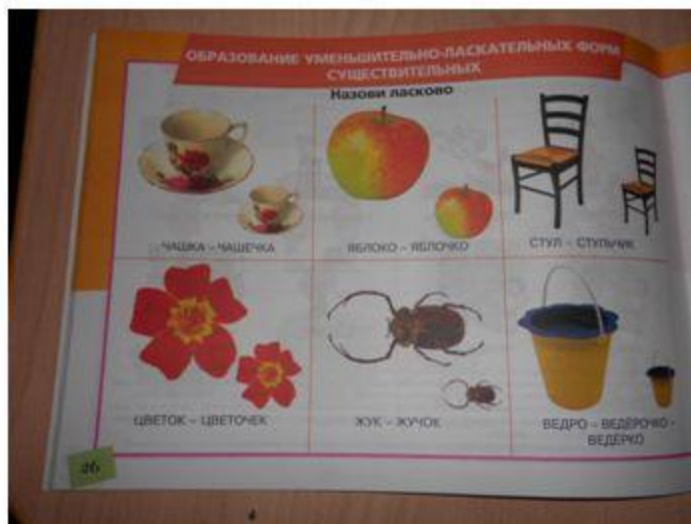 ОБРАЗОВАНИЕ УМЕНЬШИТЕЛЬНО-ЛАСКАТЕЛЬНЫХ ФОРМ
СУЩЕСТВИТЕЛЬНЫХ
Назови ласково
ЧАШКА – ЧАШЕЧКА
ЯБЛОКО – ЯБЛОЧКО
СТУЛ – СТУЛЬЧИК
ЦВЕТОК – ЦВЕТОЧЕК
ЖУК – ЖУЧОК
ВЕДРО – ВЕДЁРОЧКО -
ВЕДЁРКО
26